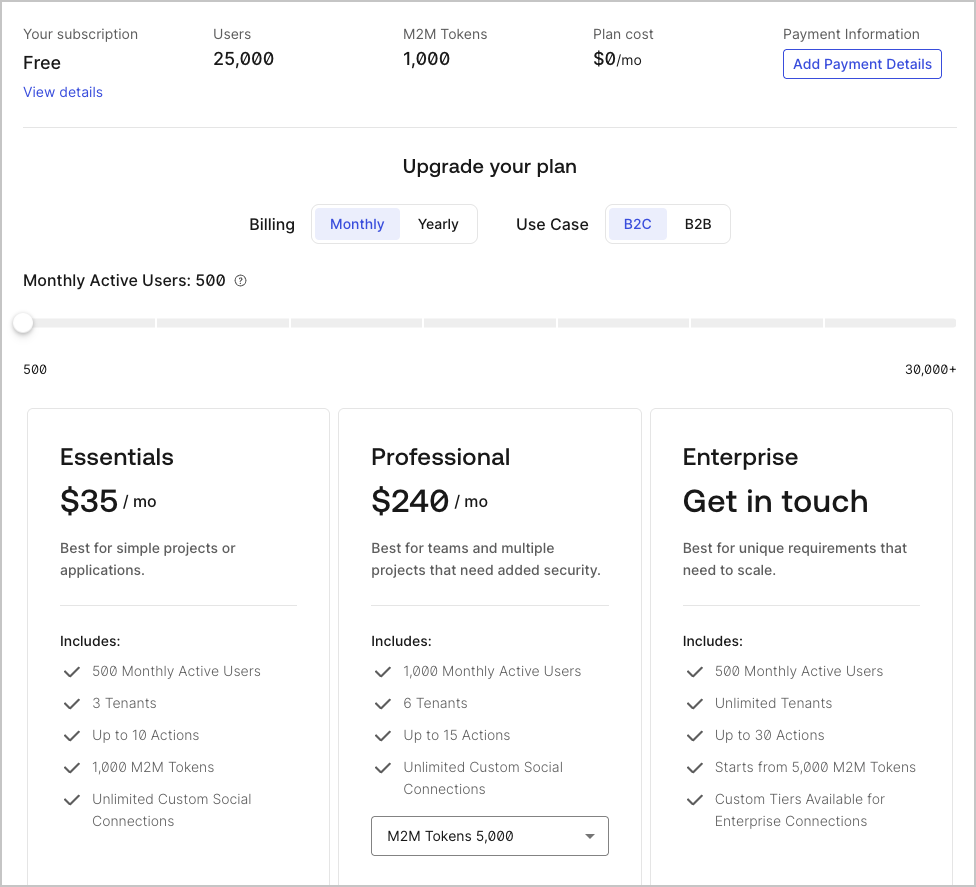 Your subscription
Users
M2M Tokens
Plan cost
Payment Information
Free
25,000
1,000
$0/mo
Add Payment Details
View details
Upgrade your plan
Billing
Monthly
Yearly
Use Case
B2C
B2B
Monthly Active Users: 500
500
30,000+
Essentials
$35 / mo
Best for simple projects or
applications.
Includes:
500 Monthly Active Users
3 Tenants
Up to 10 Actions
1,000 M2M Tokens
Unlimited Custom Social
Connections
Professional
$240 / mo
Best for teams and multiple
projects that need added security.
Includes:
1,000 Monthly Active Users
6 Tenants
Up to 15 Actions
Unlimited Custom Social
Connections
M2M Tokens 5,000
Enterprise
Get in touch
Best for unique requirements that
need to scale.
Includes:
500 Monthly Active Users
Unlimited Tenants
Up to 30 Actions
Starts from 5,000 M2M Tokens
Custom Tiers Available for
Enterprise Connections